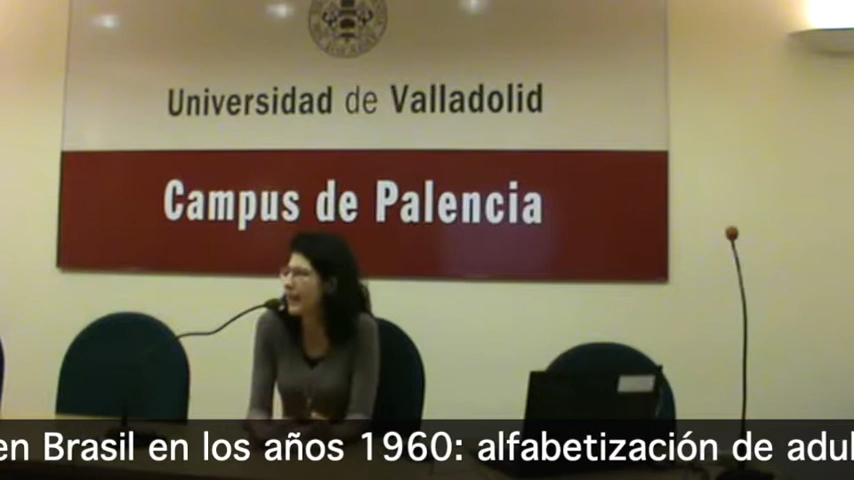 Universidad de Valladolid
Campus de Palencia
en Brasil en los años 1960: alfabetización de adul